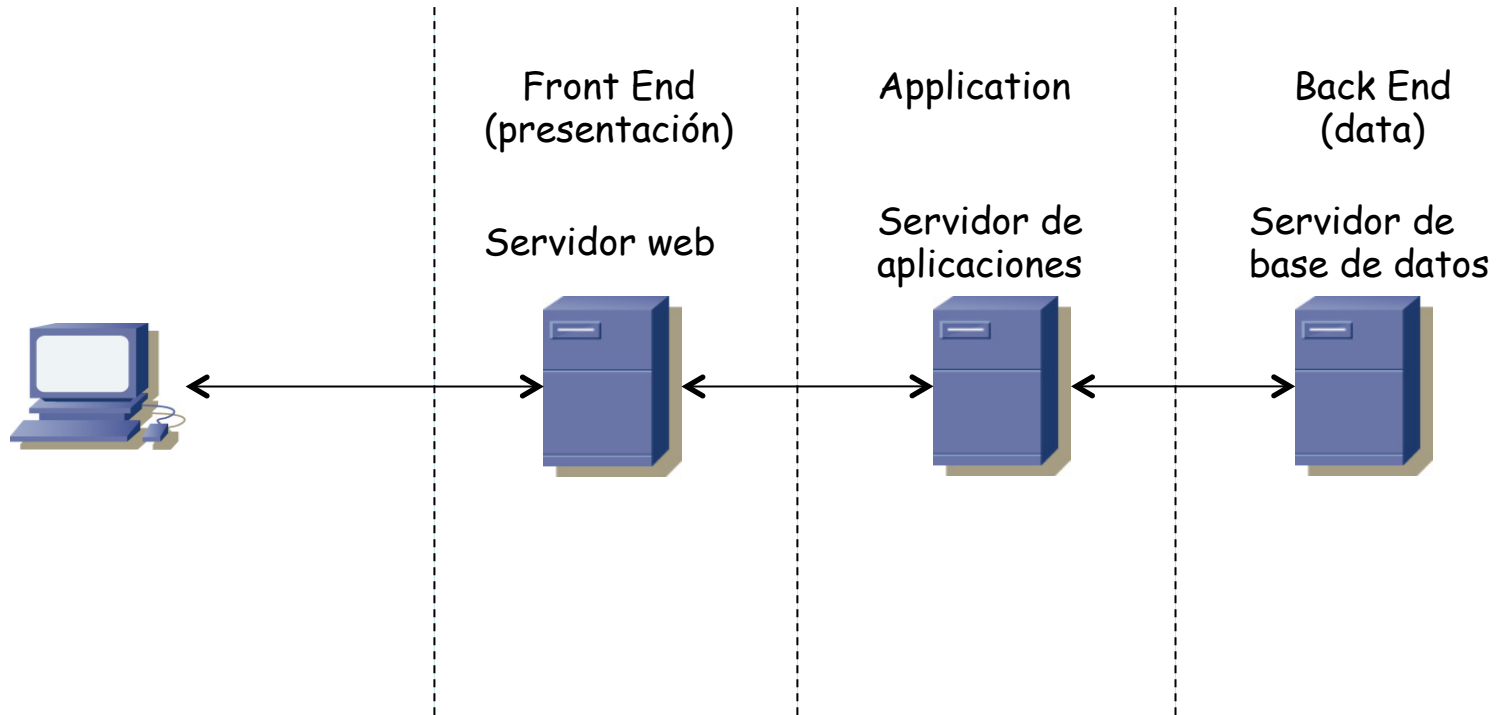 Front End
(presentación)
Servidor web
Application
Servidor de
aplicaciones
Back End
(data)
Servidor de
base de datos